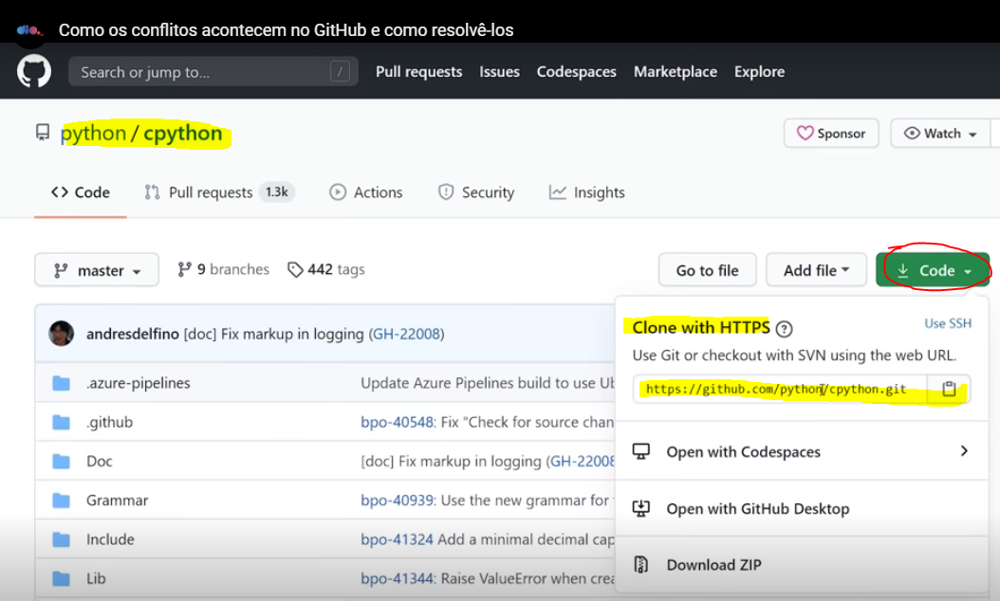 dio.
Como os conflitos acontecem no GitHub e como resolvê-los
Search or jump to...
/
Pull requests
Issues
Codespaces
Marketplace
Explore
python / cpython
Sponsor
Watch
Code
Pull requests 1.3k
Actions
Security
Insights
master
9 branches
442 tags
Go to file
Add file
Code
Clone with HTTPS
Use SSH
Use Git or checkout with SVN using the web URL.
https://github.com/python/cpython.git
Open with Codespaces
Open with GitHub Desktop
Download ZIP
andresdelfino [doc] Fix markup in logging (GH-22008)
.azure-pipelines Update Azure Pipelines build to use
.github bpo-40548: Fix "Check for source
Doc [doc] Fix markup in logging (GH-22008
Grammar bpo-40939: Use the new grammar for
Include bpo-41324 Add a minimal decimal
Lib bpo-41344: Raise ValueError when